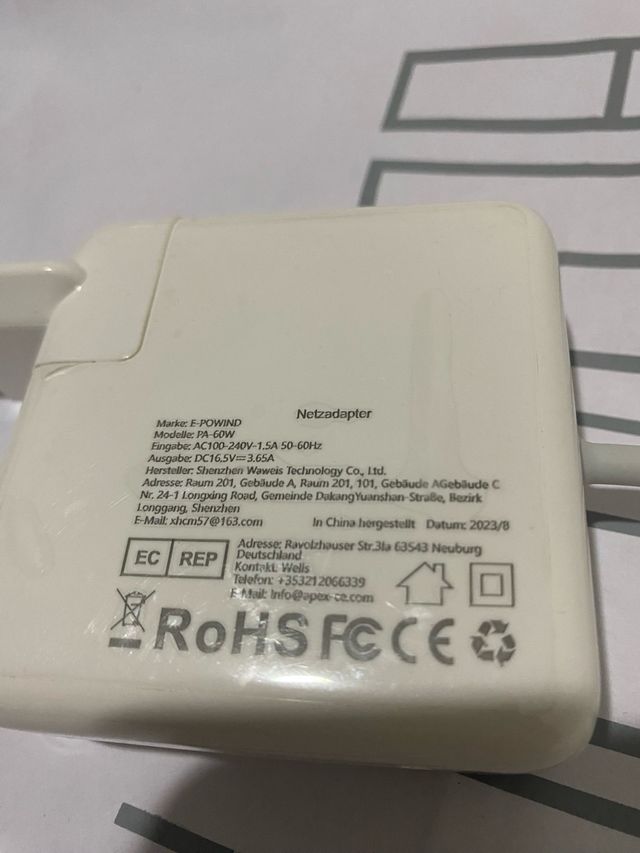 Netzadapter
Marke: E-POWIND
Modelle: PA-60W
Eingabe: AC100-240V-1.5A 50-60Hz
Ausgabe: DC16.5V⎓3.65A
Hersteller: Shenzhen Waweis Technology Co., Ltd.
Adresse: Raum 201, Gebäude A, Raum 201, 101, Gebäude AGebäude C
Nr. 24-1 Longxing Road, Gemeinde DakangYuanshan-Straße, Bezirk
Longgang, Shenzhen
E-Mail: xhcm57@163.com In China hergestellt Datum: 2023/8
EC REP
Adresse: Ravolzhauser Str.3la 63543 Neuburg
Deutschland
Kontakt: Wells
Telefon: +353212066339
E-Mail: Info@apex-ce.com
RoHS FC CE